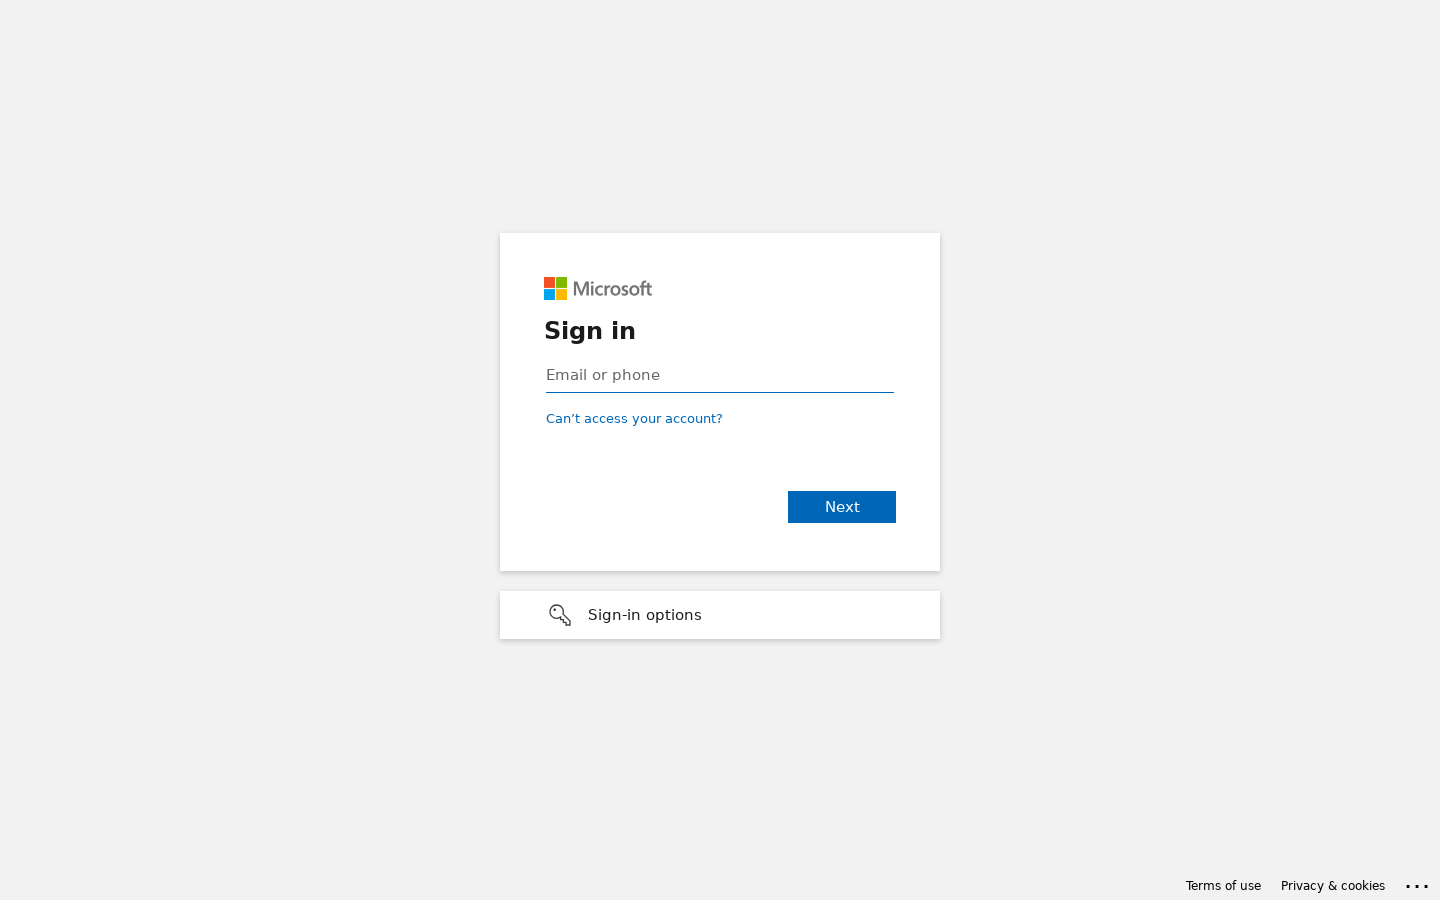 Microsoft
Sign in
Email or phone
Can’t access your account?
Next
Sign-in options
Terms of use Privacy & cookies ...